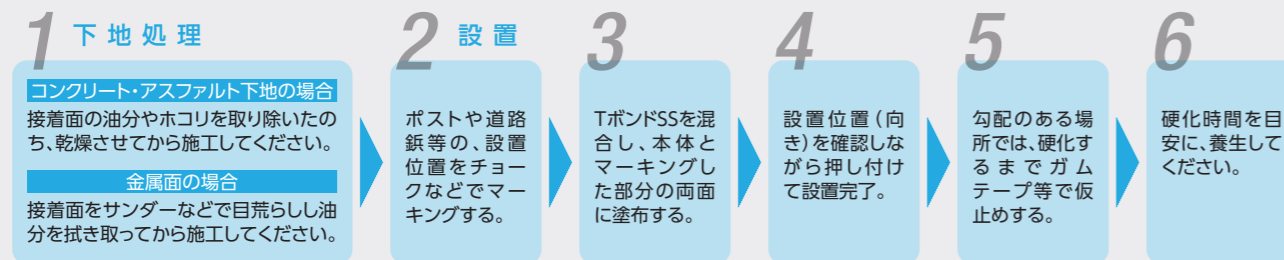 1 下地処理
コンクリート・アスファルト下地の場合
接着面の油分やホコリを取り除いたの
ち、乾燥させてから施工してください。
金属面の場合
接着面をサンダーなどで目荒らしし油
分を拭き取ってから施工してください。
2 設置
ポストや道路
鋲等の、設置
位置をチョー
クなどでマー
キングする。
3
TボンドSSを混
合し、本体と
マーキングし
た部分の両面
に塗布する。
4
設置位置(向
き)を確認しな
がら押し付け
て設置完了。
5
勾配のある場
所では、硬化す
るまでガム
テープ等で仮
止めする。
6
硬化時間を目
安に、養生して
ください。